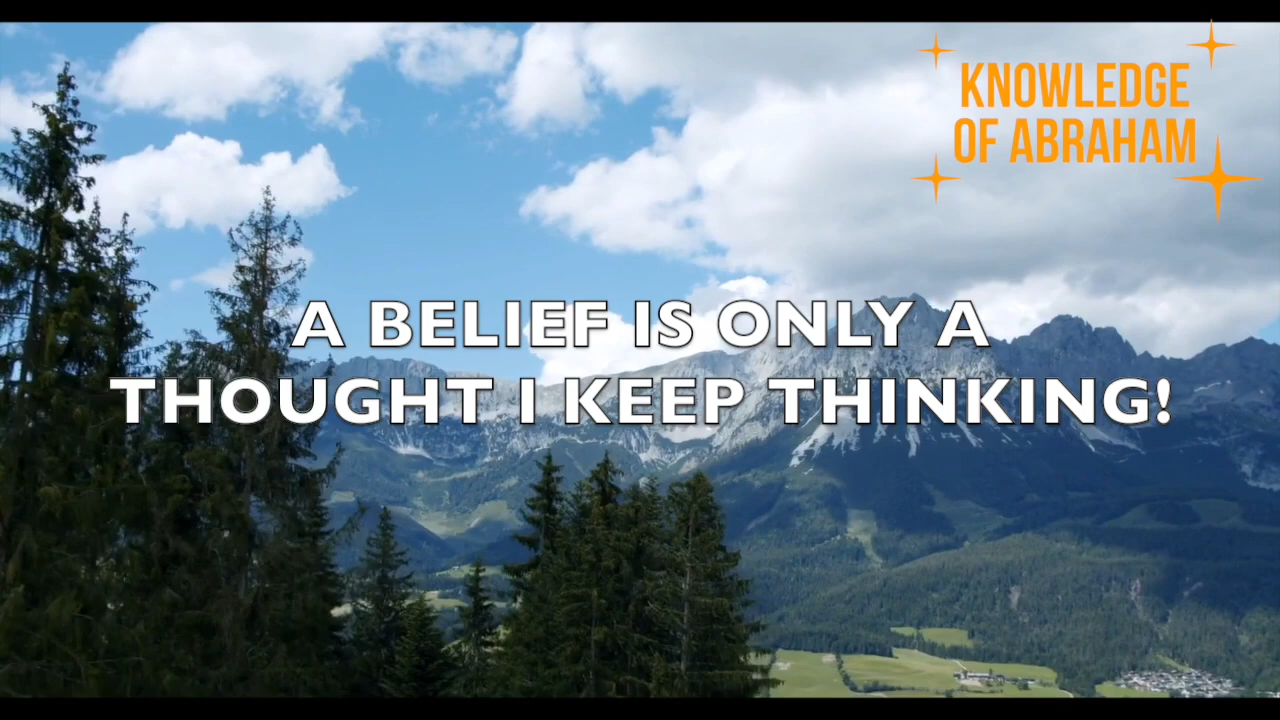 KNOWLEDGE
OF ABRAHAM
A BELIEF IS ONLY A
THOUGHT I KEEP THINKING!